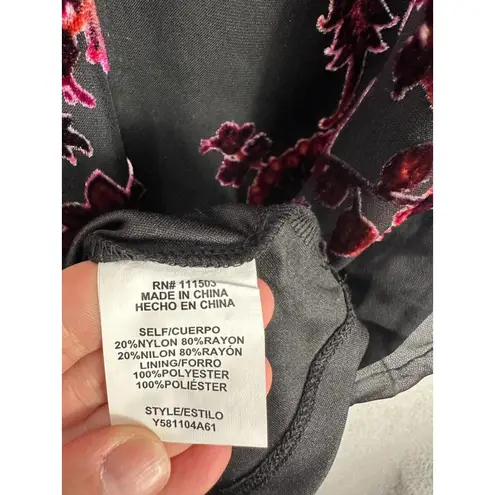 RN# 111503
MADE IN CHINA
HECHO EN CHINA
SELF/CUERPO
20%NYLON 80%RAYON
20%NILON 80%RAYÓN
LINING/FORRO
100%POLYESTER
100%POLIÉSTER
STYLE/ESTILO
Y581104A61